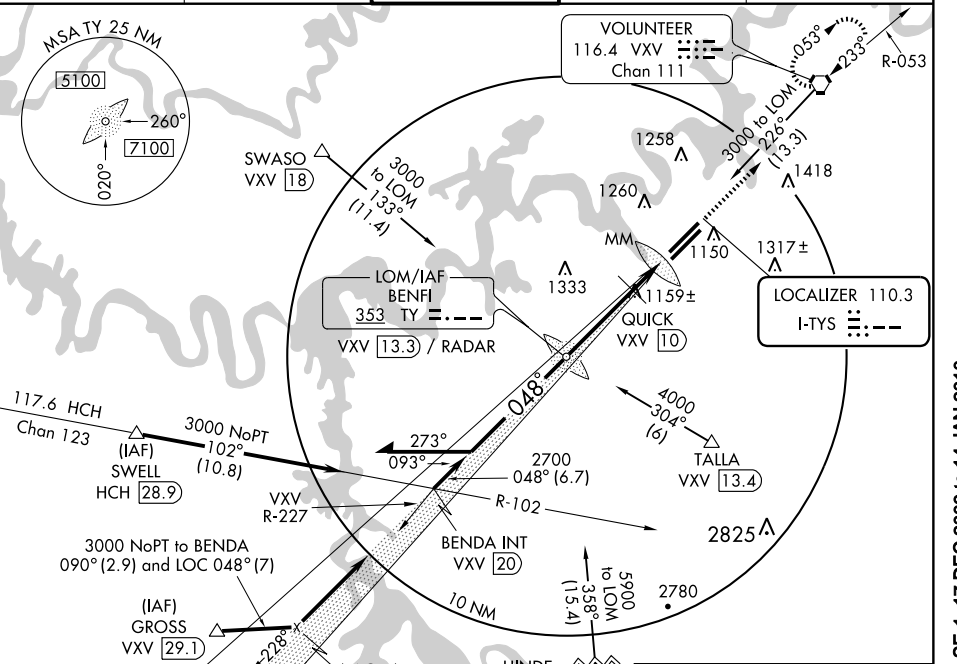 MSA TY 25 NM
5100
260°
7100
020°
VOLUNTEER
116.4 VXV
Chan 111
053°
233°
R-053
3000 to LOM
226°
(13.3)
SWASO
VXV 18
3000
to LOM
133°
(11.4)
1258
1260
1418
MM
1150
1317±
1333
1159±
LOM/IAF
BENFI
353 TY
VXV 13.3 / RADAR
QUICK
VXV 10
LOCALIZER 110.3
I-TYS
048°
4000
304°
(6)
TALLA
VXV 13.4
117.6 HCH
Chan 123
3000 NoPT
102°
(10.8)
(IAF)
SWELL
HCH 28.9
273°
093°
2700
048° (6.7)
VXV
R-227
R-102
BENDA INT
VXV 20
2825
3000 NoPT to BENDA
090° (2.9) and LOC 048° (7)
(IAF)
GROSS
VXV 29.1
228°
10 NM
5900
to LOM
358°
(15.4)
2780